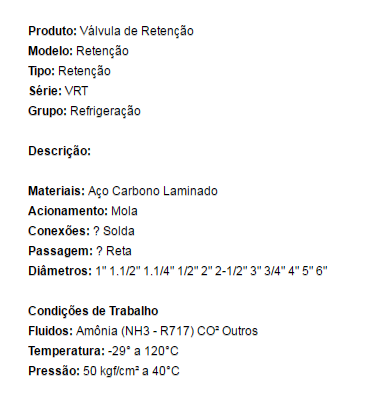 Produto: Válvula de Retenção
Modelo: Retenção
Tipo: Retenção
Série: VRT
Grupo: Refrigeração
Descrição:
Materiais: Aço Carbono Laminado
Acionamento: Mola
Conexões: ? Solda
Passagem: ? Reta
Diâmetros: 1" 1.1/2" 1.1/4" 1/2" 2" 2-1/2" 3" 3/4" 4" 5" 6"
Condições de Trabalho
Fluidos: Amônia (NH3 - R717) CO² Outros
Temperatura: -29° a 120°C
Pressão: 50 kgf/cm² a 40°C